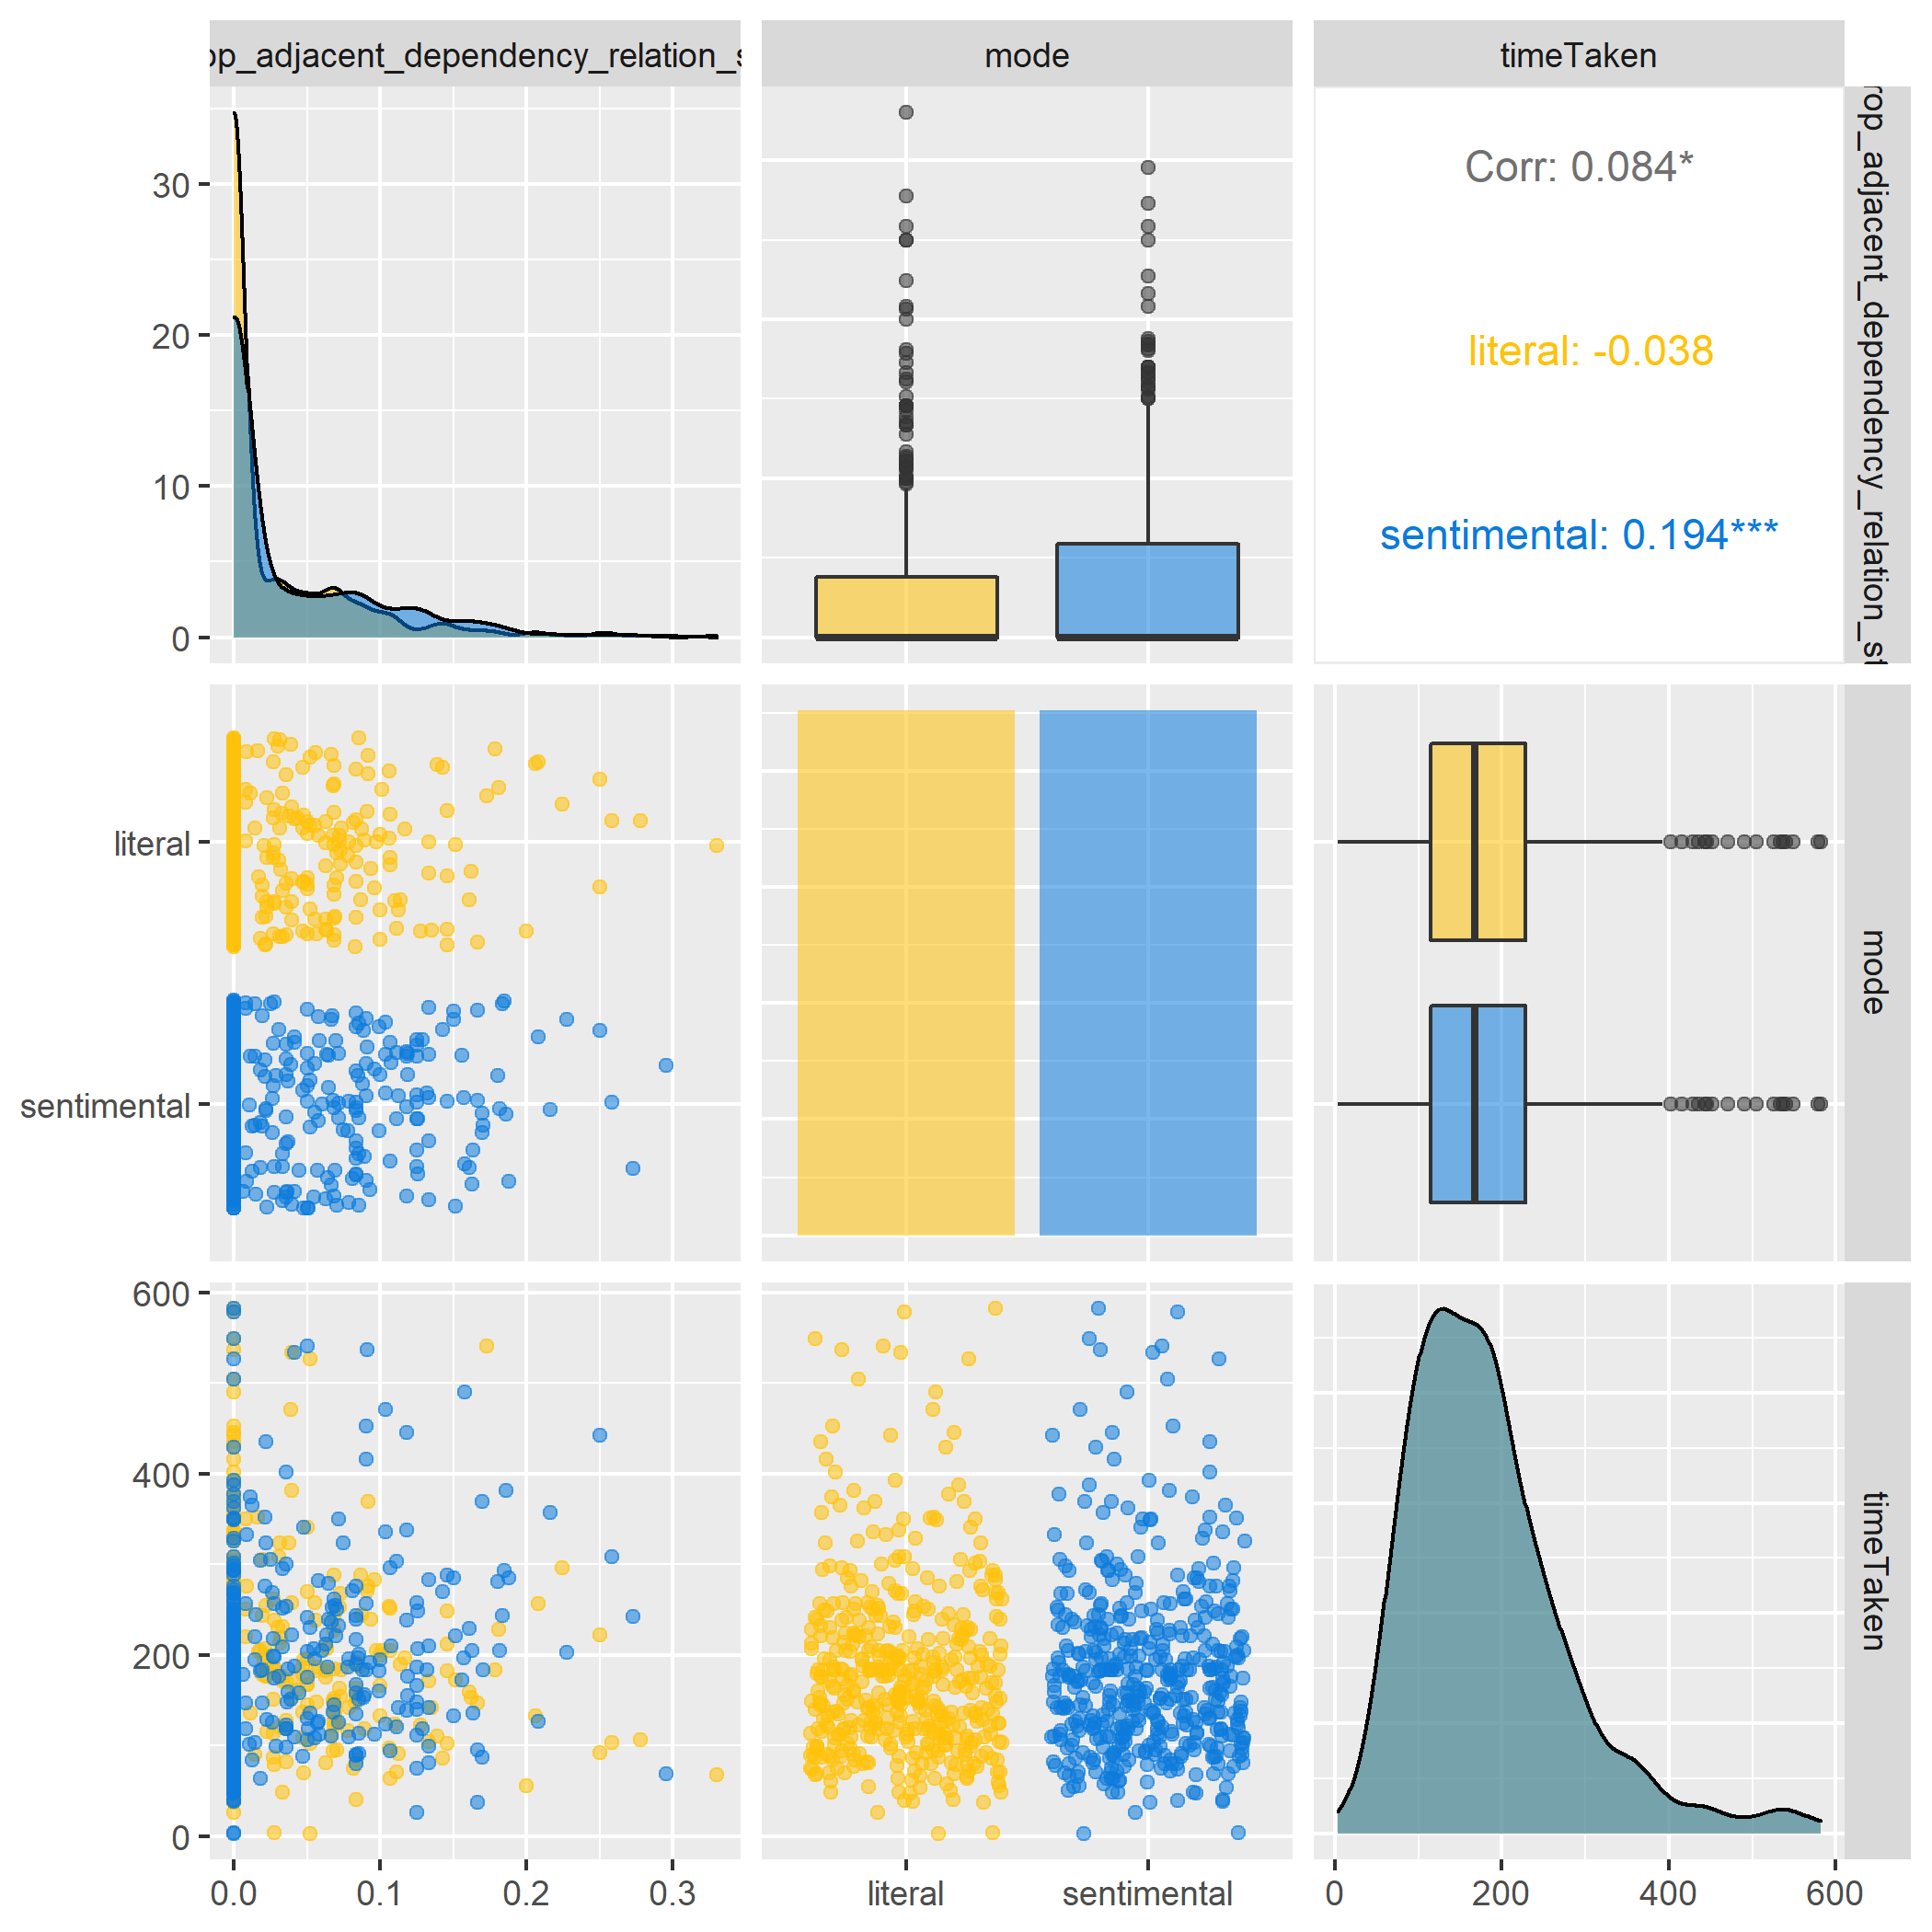 op_adjacent_dependency_relation_s
mode
timeTaken
30
20
10
0
Corr: 0.084*
literal: -0.038
sentimental: 0.194***
rop_adjacent_dependency_relation_st
literal
sentimental
mode
600
400
200
0
timeTaken
0.0 0.1 0.2 0.3
literal sentimental
0 200 400 600